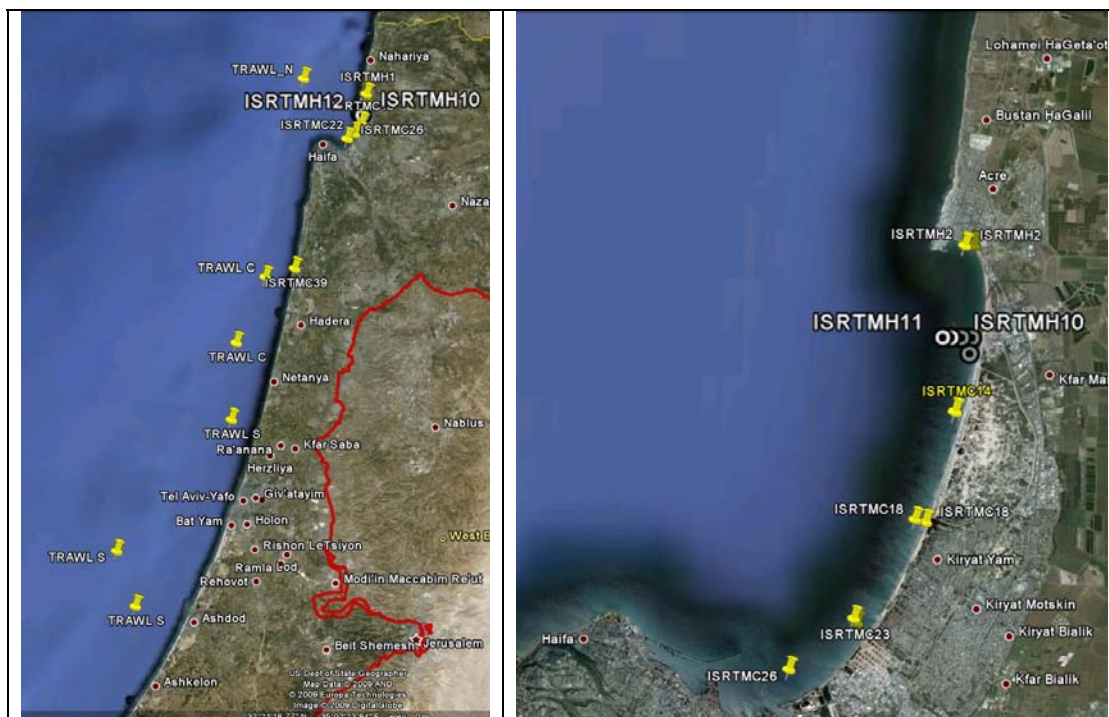 Nahariya
TRAWL_N
ISRTMH1
ISRTMH12
ISRTMH10
ISRTMC22
ISRTMC26
Haifa
TRAWL C
ISRTMC39
Hadera
TRAWL C
Netanya
Nablus
TRAWL S
Ra'anana
Kfar Saba
Herzliya
Tel Aviv-Yafo
Giv'atayim
Bat Yam
Holon
Rishon LeTsiyon
TRAWL S
Ramla
Lod
Rehovot
Modi'in Maccabim Re'ut
TRAWL S
Ashdod
Beit Shemesh
Jerusalem
US Dept of State Geographer
Map Data © 2009 AND
© 2009 Europa Technologies
Image © 2009 DigitalGlobe
Ashkelon
Lohamei HaGeta'ot
Bustan HaGalil
Acre
ISRTMH2
ISRTMH2
ISRTMH11
ISRTMH10
Kfar Mas
ISRTMC14
ISRTMC18
ISRTMC18
Kiryat Yam
Kiryat Motskin
ISRTMC23
Kiryat Bialik
Haifa
ISRTMC26
Kfar Bialik